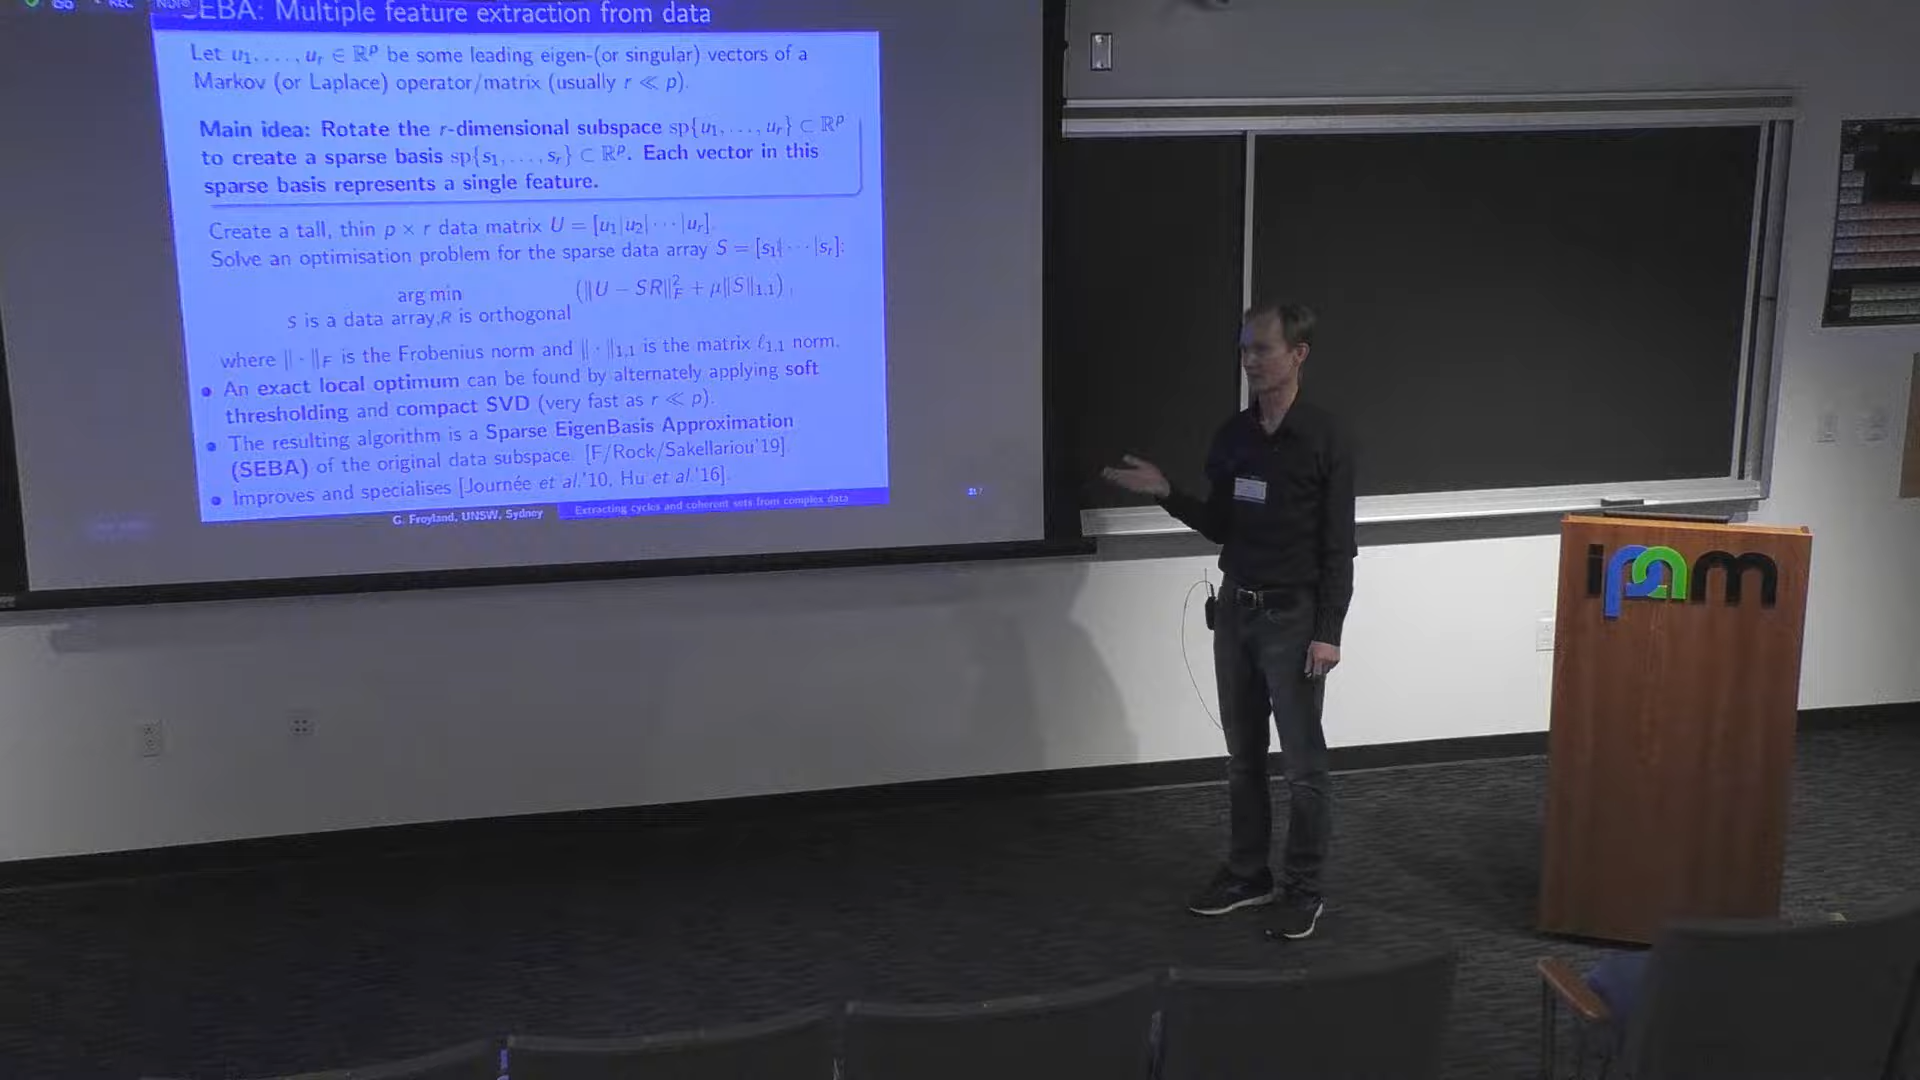 REC
SEBA: Multiple feature extraction from data
Let u₁, . . . , uᵣ ∈ ℝᵖ be some leading eigen-(or singular) vectors of a
Markov (or Laplace) operator/matrix (usually r ≪ p).
Main idea: Rotate the r-dimensional subspace sp{u₁, . . . , uᵣ} ⊂ ℝᵖ
to create a sparse basis sp{s₁, . . . , sᵣ} ⊂ ℝᵖ. Each vector in this
sparse basis represents a single feature.
Create a tall, thin p × r data matrix U = [u₁|u₂| · · · |uᵣ].
Solve an optimisation problem for the sparse data array S = [s₁| · · · |sᵣ]:
arg min (‖U − SR‖²_F + μ‖S‖₁,₁) ,
S is a data array,R is orthogonal
where ‖ · ‖_F is the Frobenius norm and ‖ · ‖₁,₁ is the matrix ℓ₁,₁ norm.
An exact local optimum can be found by alternately applying soft
thresholding and compact SVD (very fast as r ≪ p).
The resulting algorithm is a Sparse EigenBasis Approximation
(SEBA) of the original data subspace. [F/Rock/Sakellariou'19].
Improves and specialises [Journée et al.'10, Hu et al.'16].
G. Froyland, UNSW, Sydney Extracting cycles and coherent sets from complex data
ipam